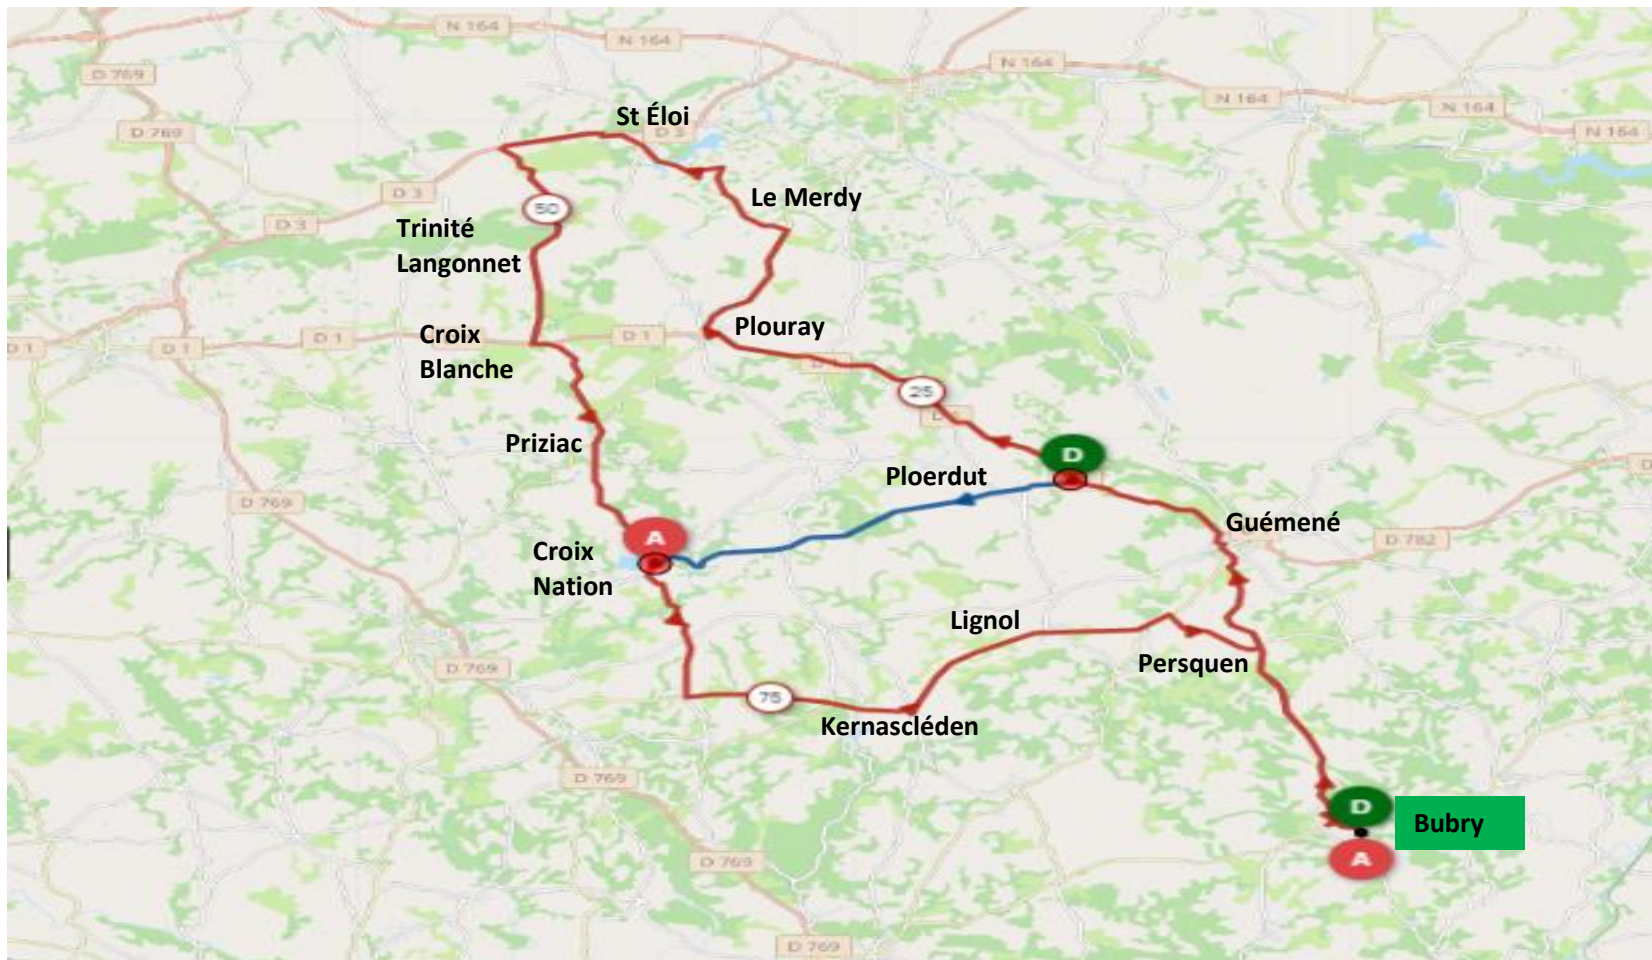 N 164
N 164
N 164
D 769
N 164
N 164
St Éloi
D 3
D 769
N 164
D 3
Le Merdy
50
D 3
Trinité
Langonnet
Plouray
Croix
Blanche
D 1
D 1
D 1
D 1
25
Priziac
D
Ploerdut
D 769
Guémené
A
D 782
Croix
Nation
Lignol
Persquen
D 769
75
Kernascléden
D 769
D
Bubry
A
D 769
D 769